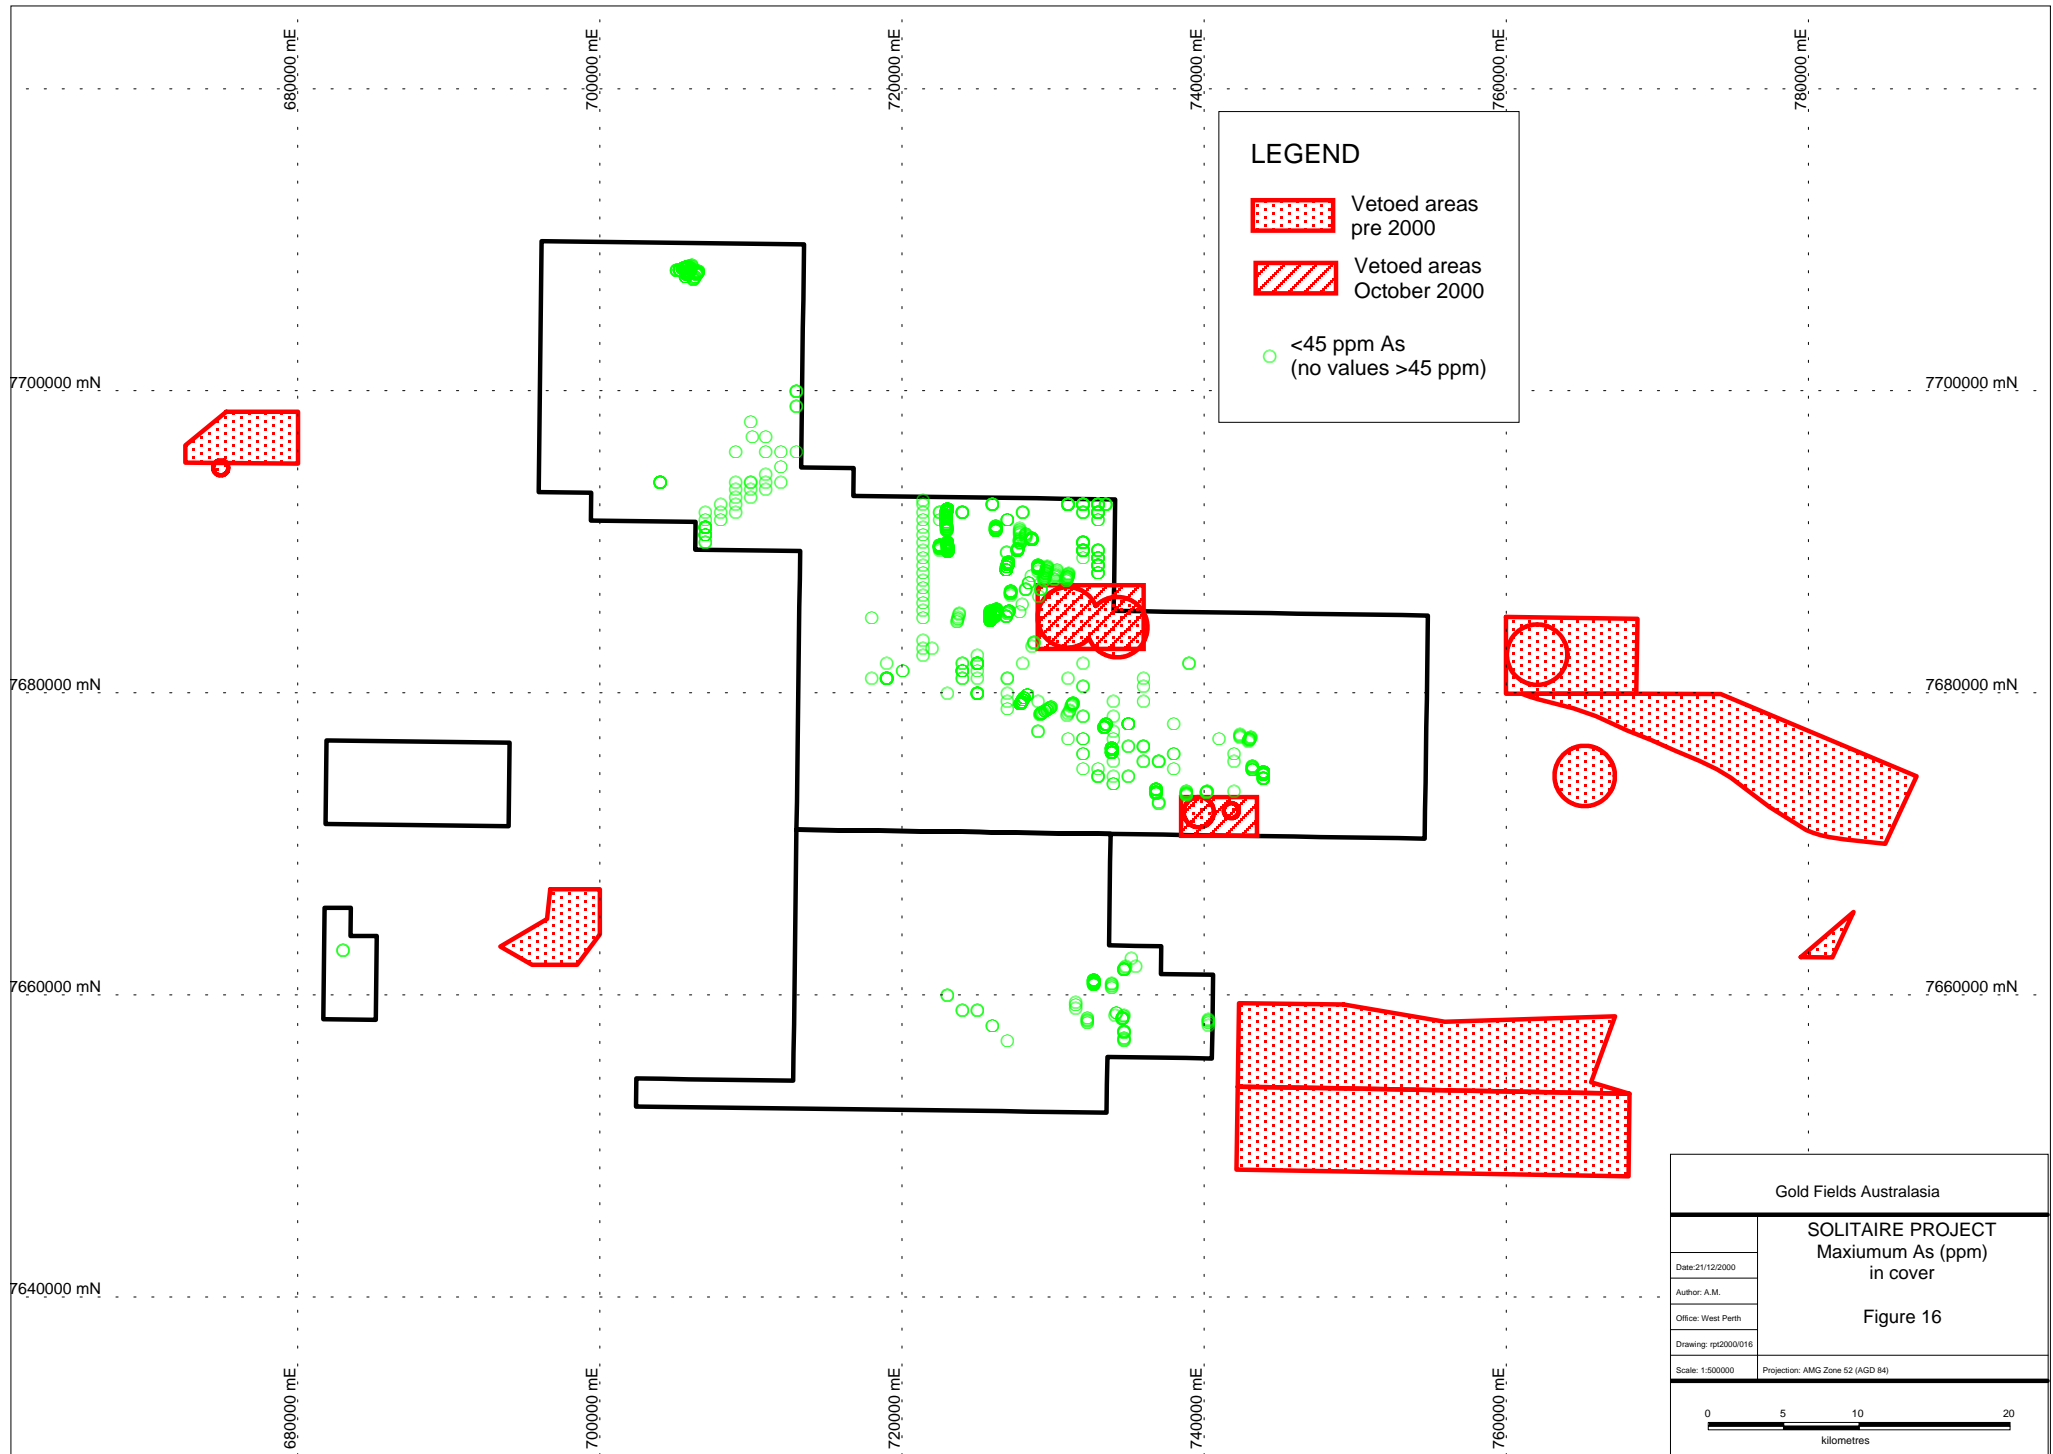 680000 mE
700000 mE
720000 mE
740000 mE
760000 mE
780000 mE
LEGEND
Vetoed areas
pre 2000
Vetoed areas
October 2000
<45 ppm As
(no values >45 ppm)
7700000 mN
7700000 mN
7680000 mN
7680000 mN
7660000 mN
7660000 mN
7640000 mN
680000 mE
700000 mE
720000 mE
740000 mE
760000 mE
Gold Fields Australasia
SOLITAIRE PROJECT
Maxiumum As (ppm)
in cover
Figure 16
Date:21/12/2000
Author: A.M.
Office: West Perth
Drawing: rpt2000/016
Scale: 1:500000
Projection: AMG Zone 52 (AGD 84)
0 5 10 20
kilometres